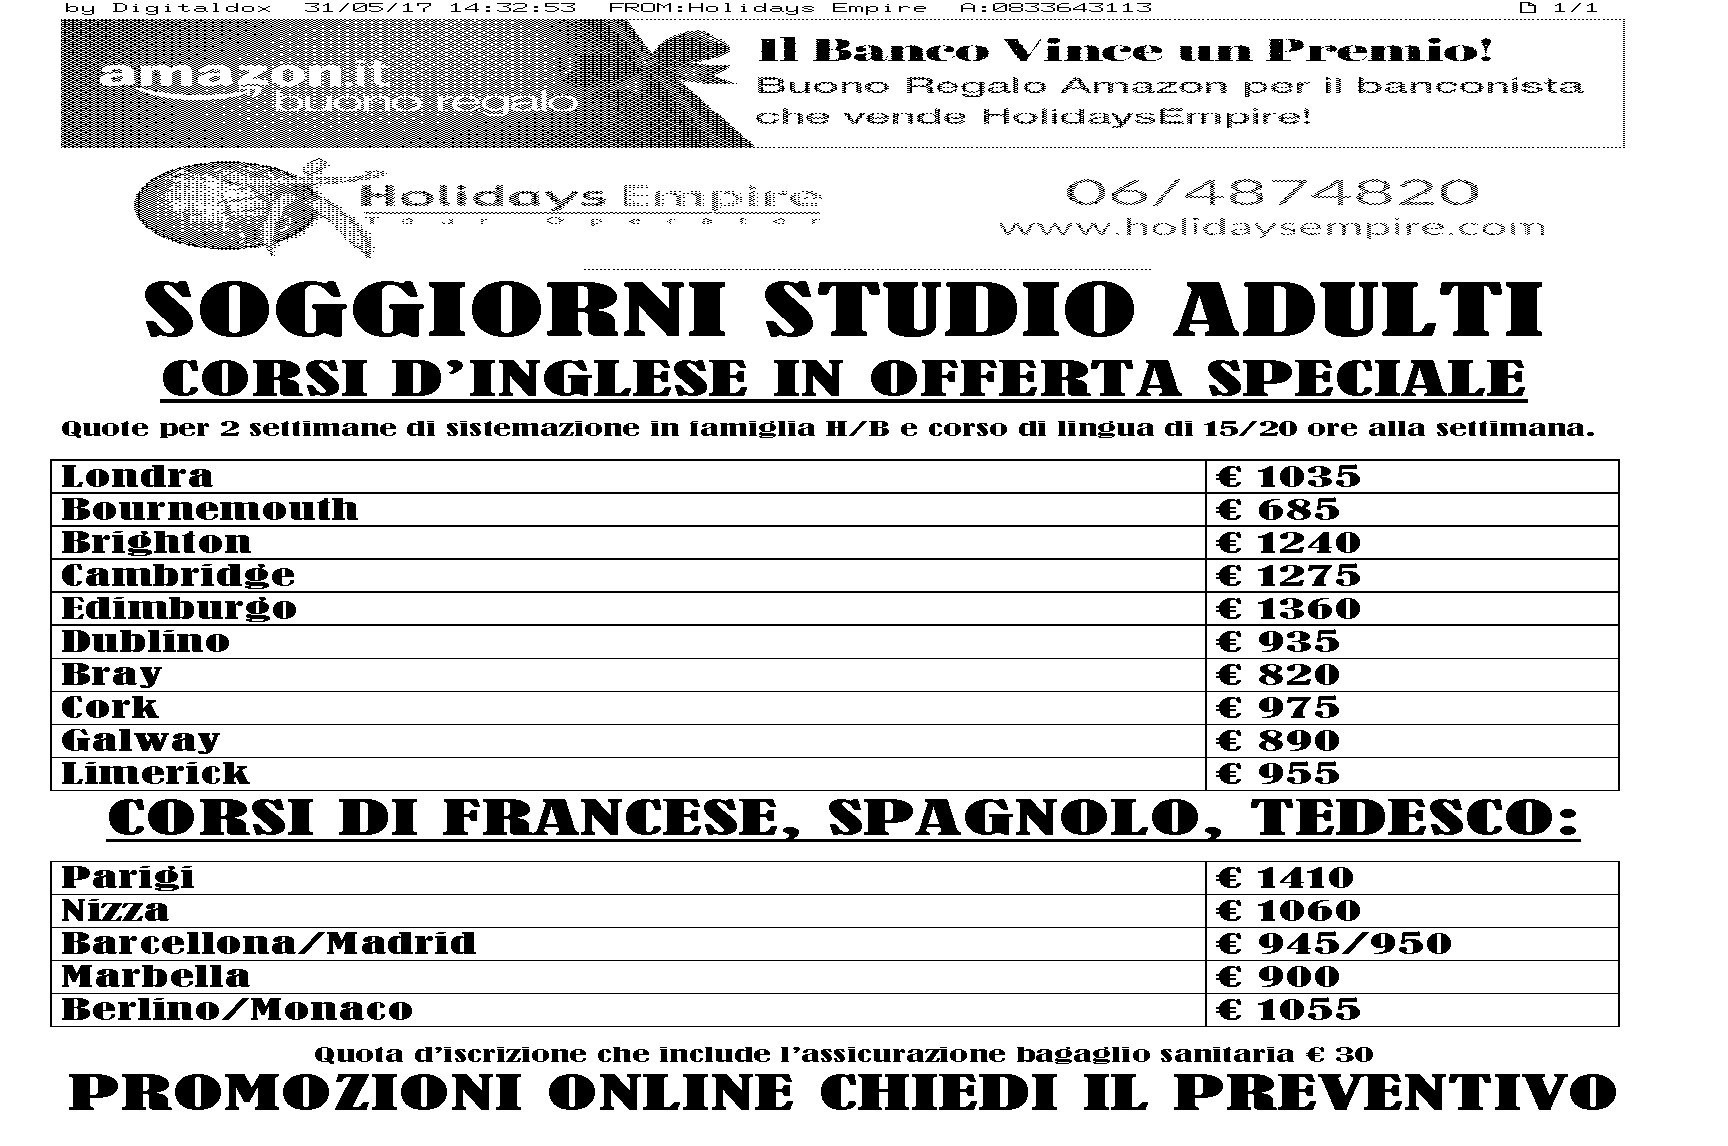 by Digitaldox 31/05/17 14:32:53 FROM:Holidays Empire A:0833643113 1/1
amazon.it
buono regalo
Il Banco Vince un Premio!
Buono Regalo Amazon per il banconista
che vende HolidaysEmpire!
Holidays Empire
Tour Operator
06/4874820
www.holidaysempire.com
SOGGIORNI STUDIO ADULTI
CORSI D'INGLESE IN OFFERTA SPECIALE
Quote per 2 settimane di sistemazione in famiglia H/B e corso di lingua di 15/20 ore alla settimana.
Londra € 1035
Bournemouth € 685
Brighton € 1240
Cambridge € 1275
Edimburgo € 1360
Dublino € 935
Bray € 820
Cork € 975
Galway € 890
Limerick € 955
CORSI DI FRANCESE, SPAGNOLO, TEDESCO:
Parigi € 1410
Nizza € 1060
Barcellona/Madrid € 945/950
Marbella € 900
Berlino/Monaco € 1055
Quota d'iscrizione che include l'assicurazione bagaglio sanitaria € 30
PROMOZIONI ONLINE CHIEDI IL PREVENTIVO